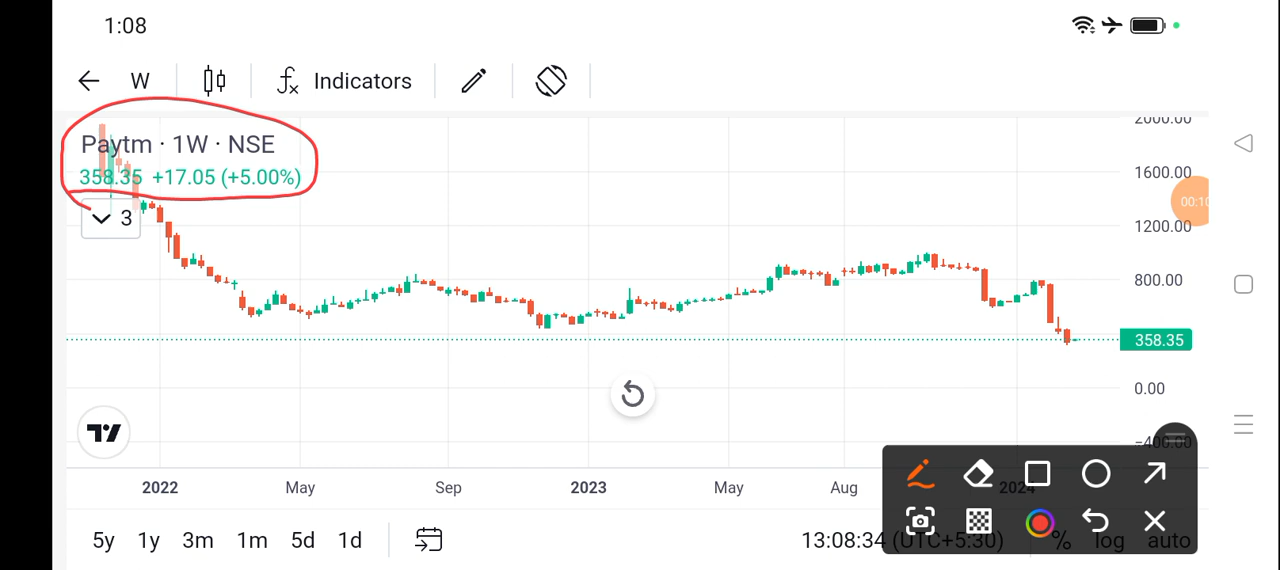 1:08
W
Indicators
Paytm · 1W · NSE
358.35 +17.05 (+5.00%)
3
2000.00
1600.00
00:10
1200.00
800.00
358.35
0.00
−400.00
2022 May Sep 2023 May Aug 2024
5y 1y 3m 1m 5d 1d
13:08:34 (UTC+5:30) % log auto